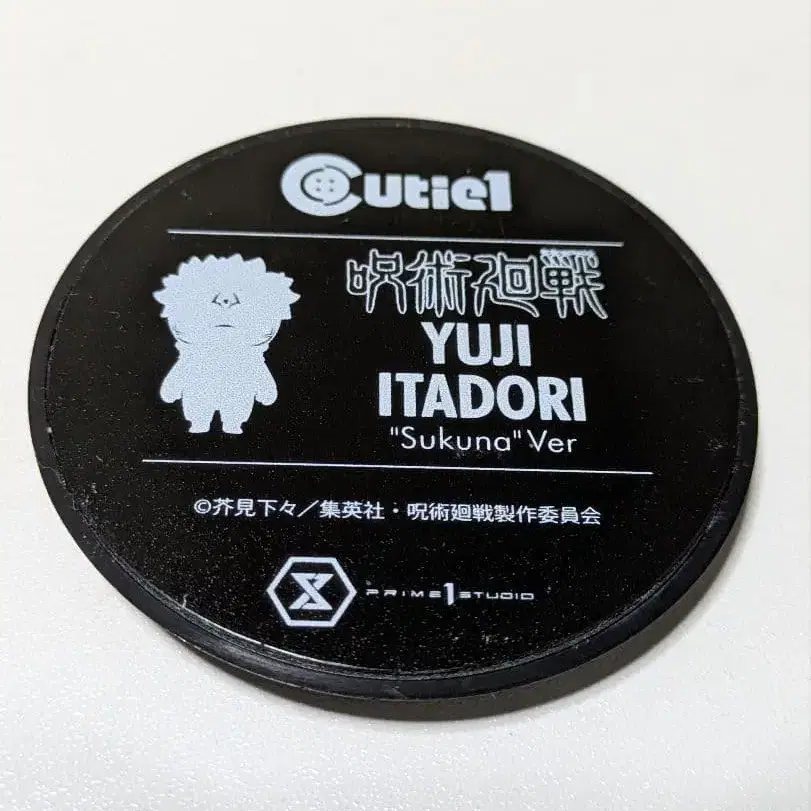 Cutie1
呪術廻戦
YUJI
ITADORI
"Sukuna" Ver
©芥見下々／集英社・呪術廻戦製作委員会
PRIME1STUDIO